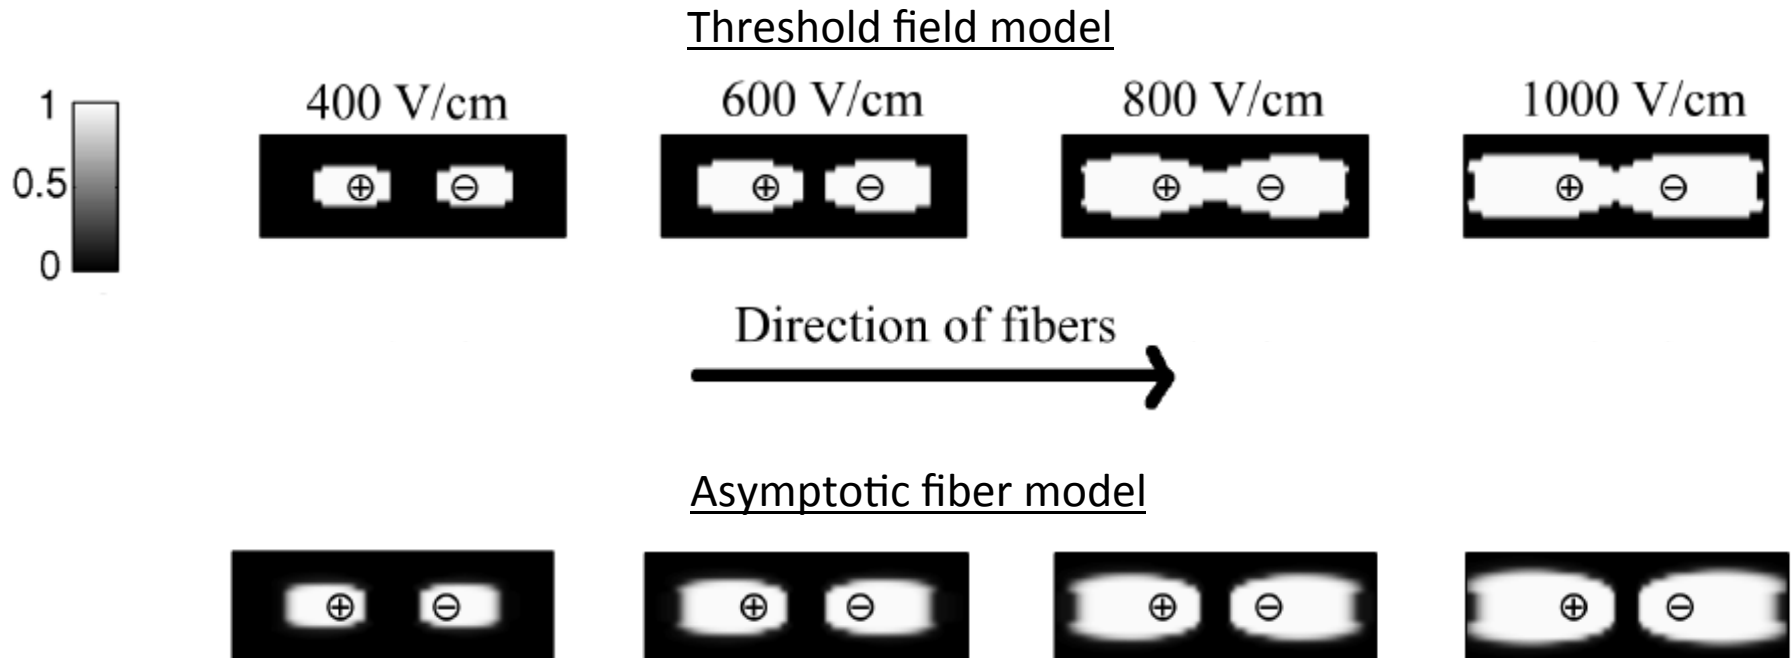 Threshold field model
400 V/cm 600 V/cm 800 V/cm 1000 V/cm
1
0.5
0
⊕ ⊖ ⊕ ⊖ ⊕ ⊖ ⊕ ⊖
Direction of fibers
Asymptotic fiber model
⊕ ⊖ ⊕ ⊖ ⊕ ⊖ ⊕ ⊖